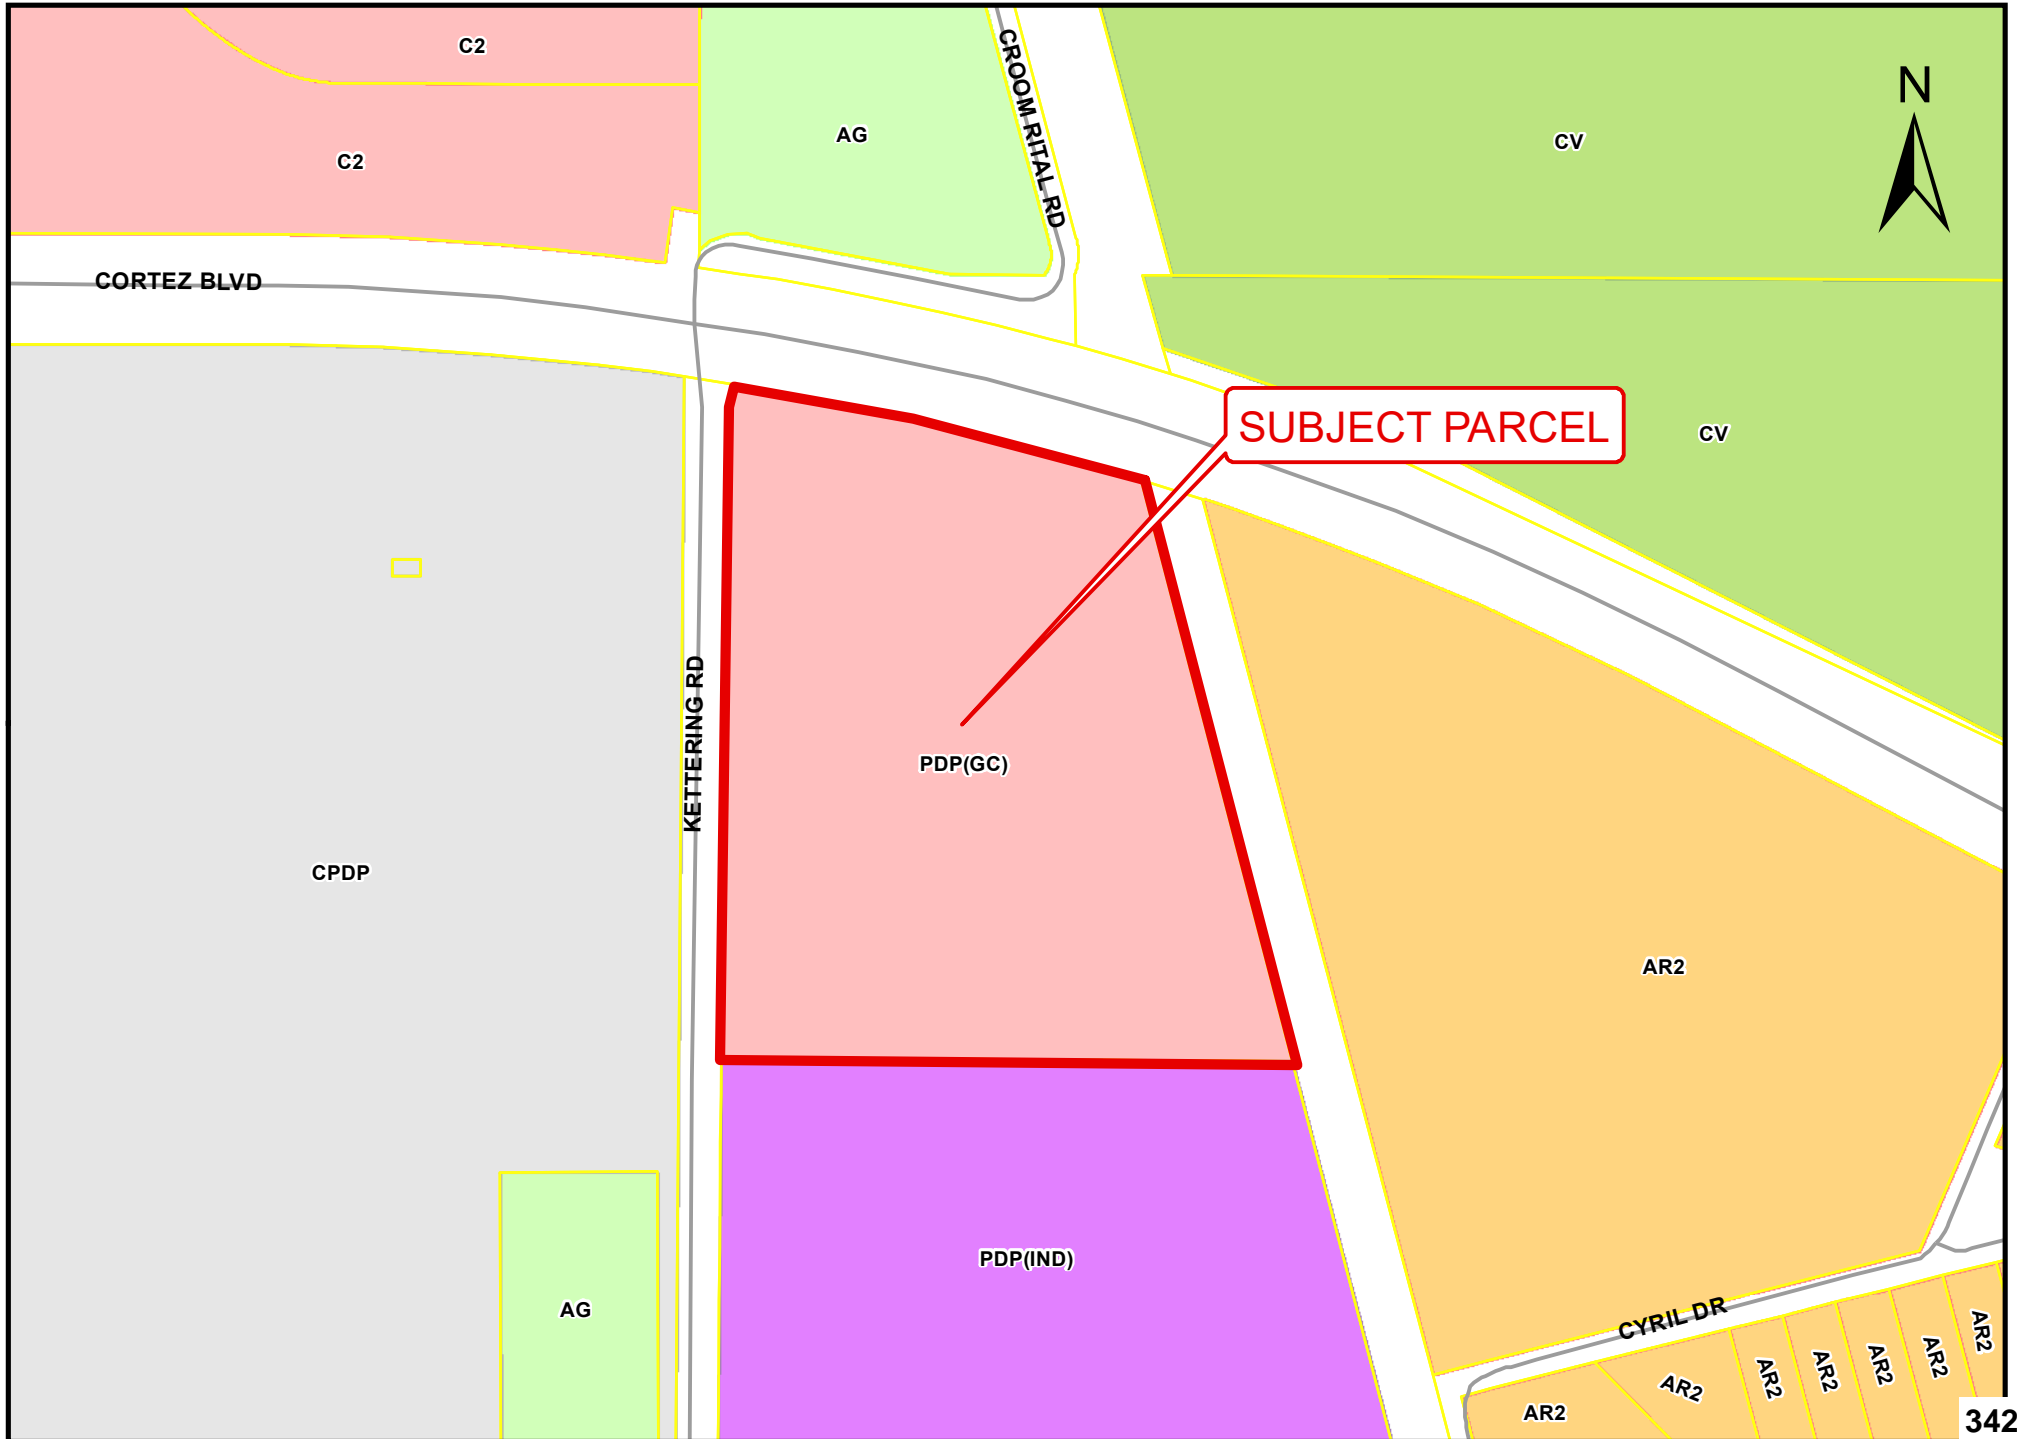 C2
CROOM RITAL RD
N
AG
CV
C2
CORTEZ BLVD
SUBJECT PARCEL
CV
KETTERING RD
PDP(GC)
CPDP
AR2
PDP(IND)
AG
CYRIL DR
AR2
AR2
AR2
AR2
AR2
AR2
AR2
342